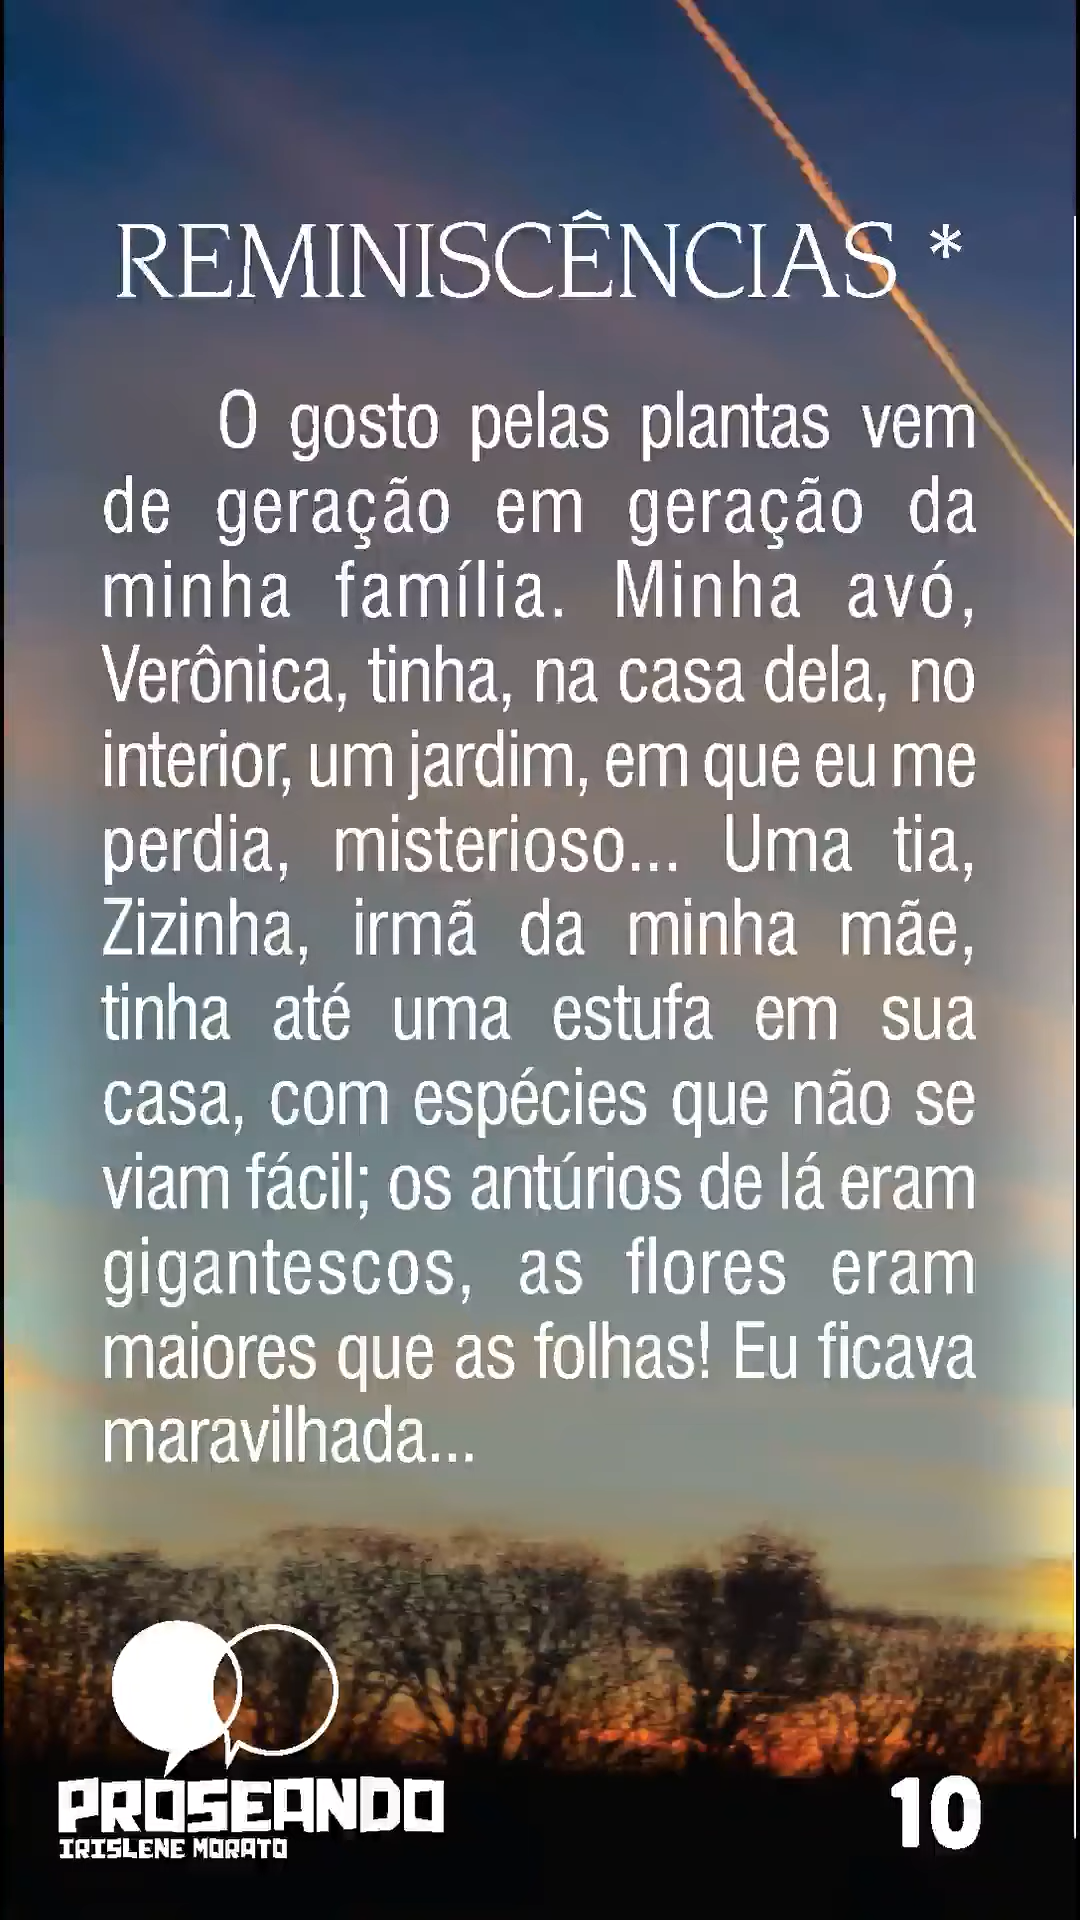 REMINISCÊNCIAS *
O gosto pelas plantas vem
de geração em geração da
minha família. Minha avó,
Verônica, tinha, na casa dela, no
interior, um jardim, em que eu me
perdia, misterioso... Uma tia,
Zizinha, irmã da minha mãe,
tinha até uma estufa em sua
casa, com espécies que não se
viam fácil; os antúrios de lá eram
gigantescos, as flores eram
maiores que as folhas! Eu ficava
maravilhada...
PROSEANDO
IRISLENE MORATO
10